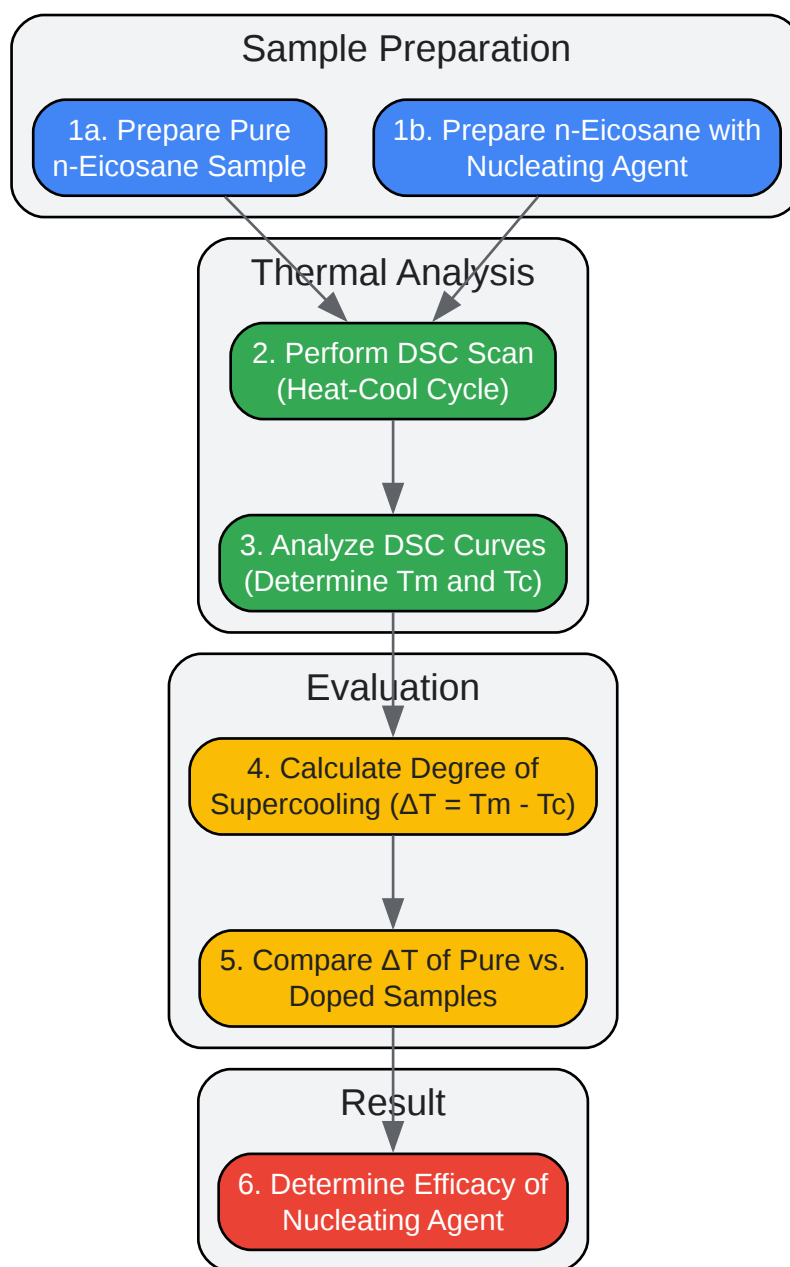 Sample Preparation
1a. Prepare Pure
n-Eicosane Sample
1b. Prepare n-Eicosane with
Nucleating Agent
Thermal Analysis
2. Perform DSC Scan
(Heat-Cool Cycle)
3. Analyze DSC Curves
(Determine Tm and Tc)
Evaluation
4. Calculate Degree of
Supercooling (ΔT = Tm - Tc)
5. Compare ΔT of Pure vs.
Doped Samples
Result
6. Determine Efficacy of
Nucleating Agent